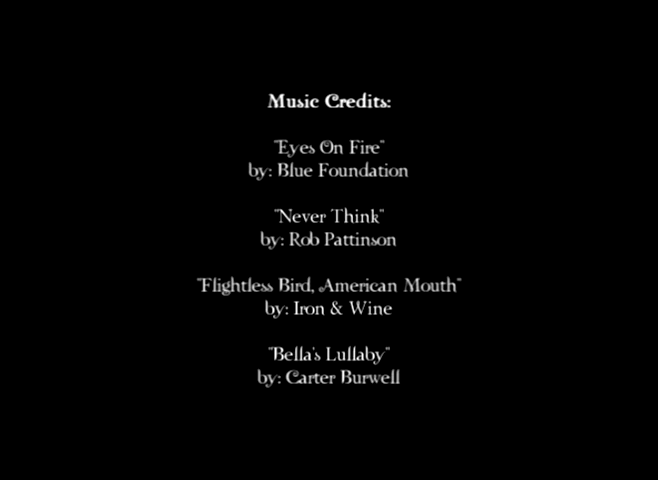 Music Credits:
"Eyes On Fire"
by: Blue Foundation
"Never Think"
by: Rob Pattinson
"Flightless Bird, American Mouth"
by: Iron & Wine
"Bella's Lullaby"
by: Carter Burwell